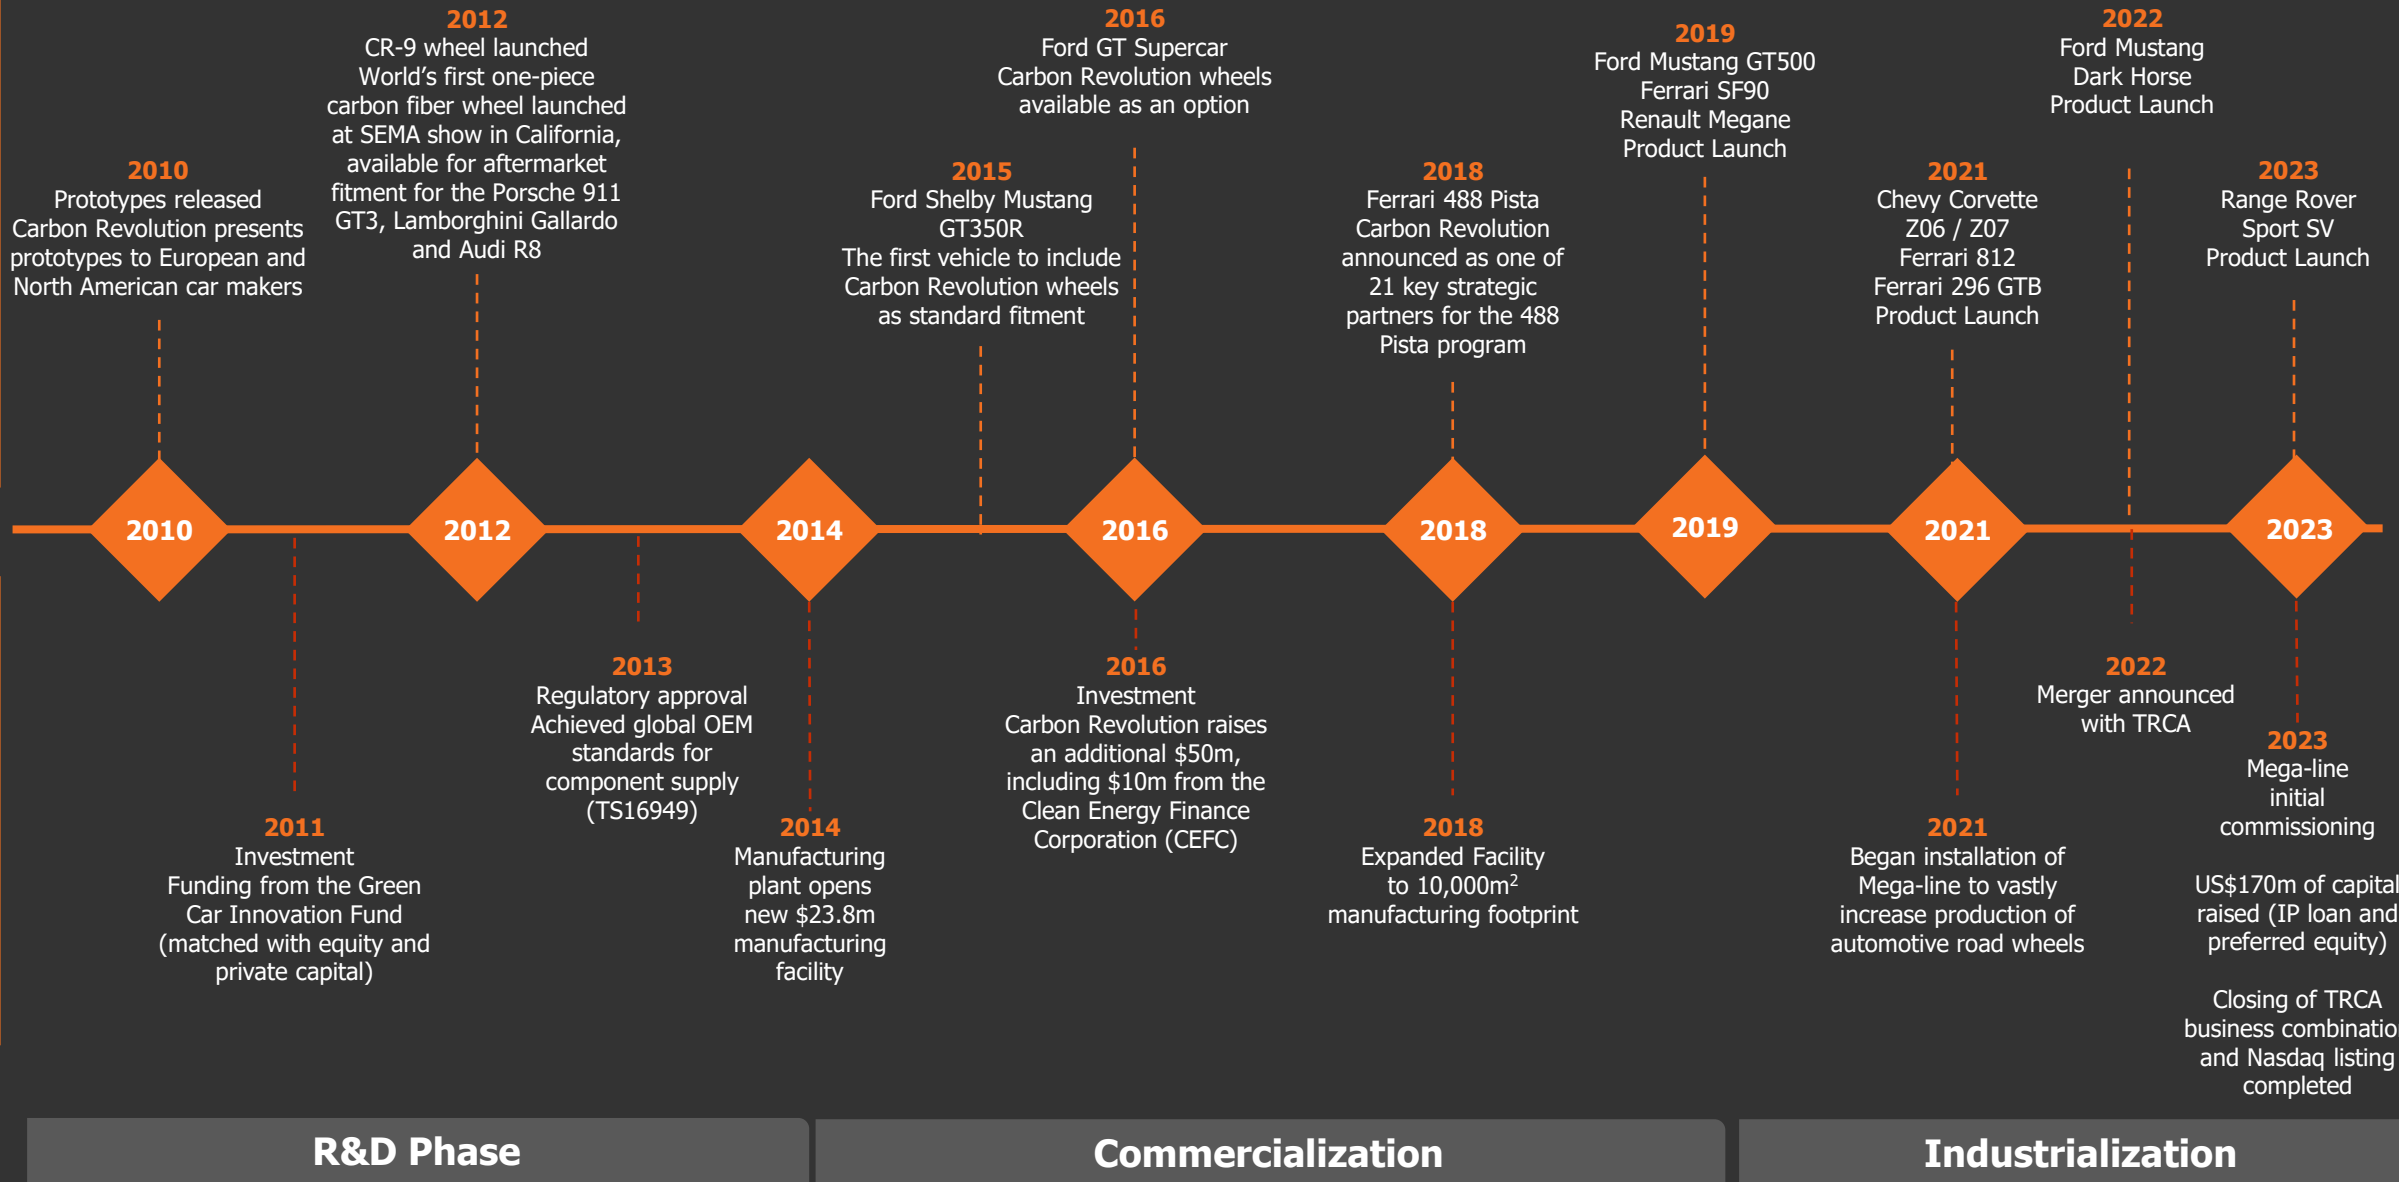 2010
Prototypes released
Carbon Revolution presents
prototypes to European and
North American car makers
2012
CR-9 wheel launched
World’s first one-piece
carbon fiber wheel launched
at SEMA show in California,
available for aftermarket
fitment for the Porsche 911
GT3, Lamborghini Gallardo
and Audi R8
2015
Ford Shelby Mustang
GT350R
The first vehicle to include
Carbon Revolution wheels
as standard fitment
2016
Ford GT Supercar
Carbon Revolution wheels
available as an option
2018
Ferrari 488 Pista
Carbon Revolution
announced as one of
21 key strategic
partners for the 488
Pista program
2019
Ford Mustang GT500
Ferrari SF90
Renault Megane
Product Launch
2021
Chevy Corvette
Z06 / Z07
Ferrari 812
Ferrari 296 GTB
Product Launch
2022
Ford Mustang
Dark Horse
Product Launch
2023
Range Rover
Sport SV
Product Launch
2010
2012
2014
2016
2018
2019
2021
2023
2011
Investment
Funding from the Green
Car Innovation Fund
(matched with equity and
private capital)
2013
Regulatory approval
Achieved global OEM
standards for
component supply
(TS16949)
2014
Manufacturing
plant opens
new $23.8m
manufacturing
facility
2016
Investment
Carbon Revolution raises
an additional $50m,
including $10m from the
Clean Energy Finance
Corporation (CEFC)
2018
Expanded Facility
to 10,000m²
manufacturing footprint
2021
Began installation of
Mega-line to vastly
increase production of
automotive road wheels
2022
Merger announced
with TRCA
2023
Mega-line
initial
commissioning
US$170m of capital
raised (IP loan and
preferred equity)
Closing of TRCA
business combinatio
and Nasdaq listing
completed
R&D Phase
Commercialization
Industrialization